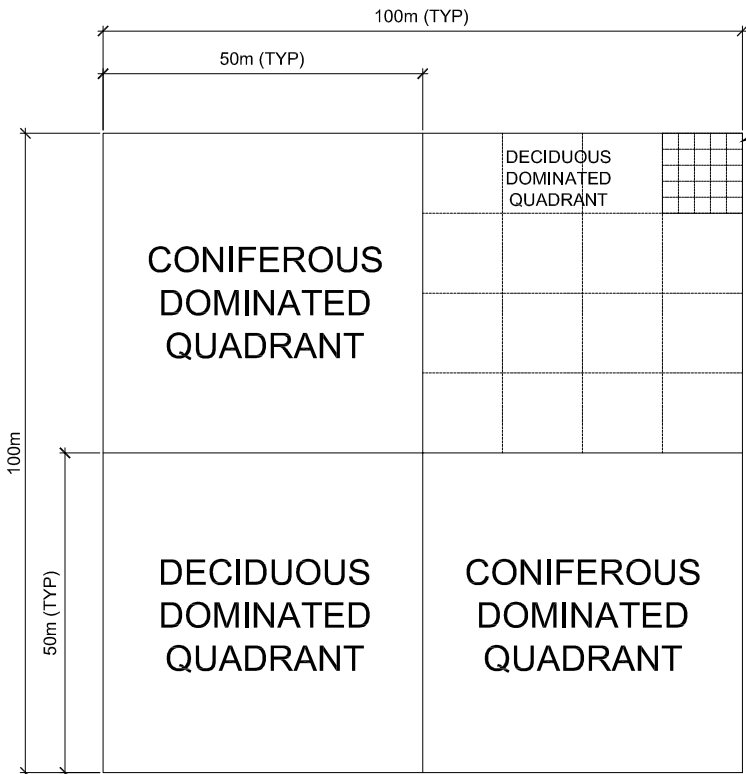 100m (TYP)
50m (TYP)
DECIDUOUS
DOMINATED
QUADRANT
CONIFEROUS
DOMINATED
QUADRANT
100m
50m (TYP)
DECIDUOUS
DOMINATED
QUADRANT
CONIFEROUS
DOMINATED
QUADRANT